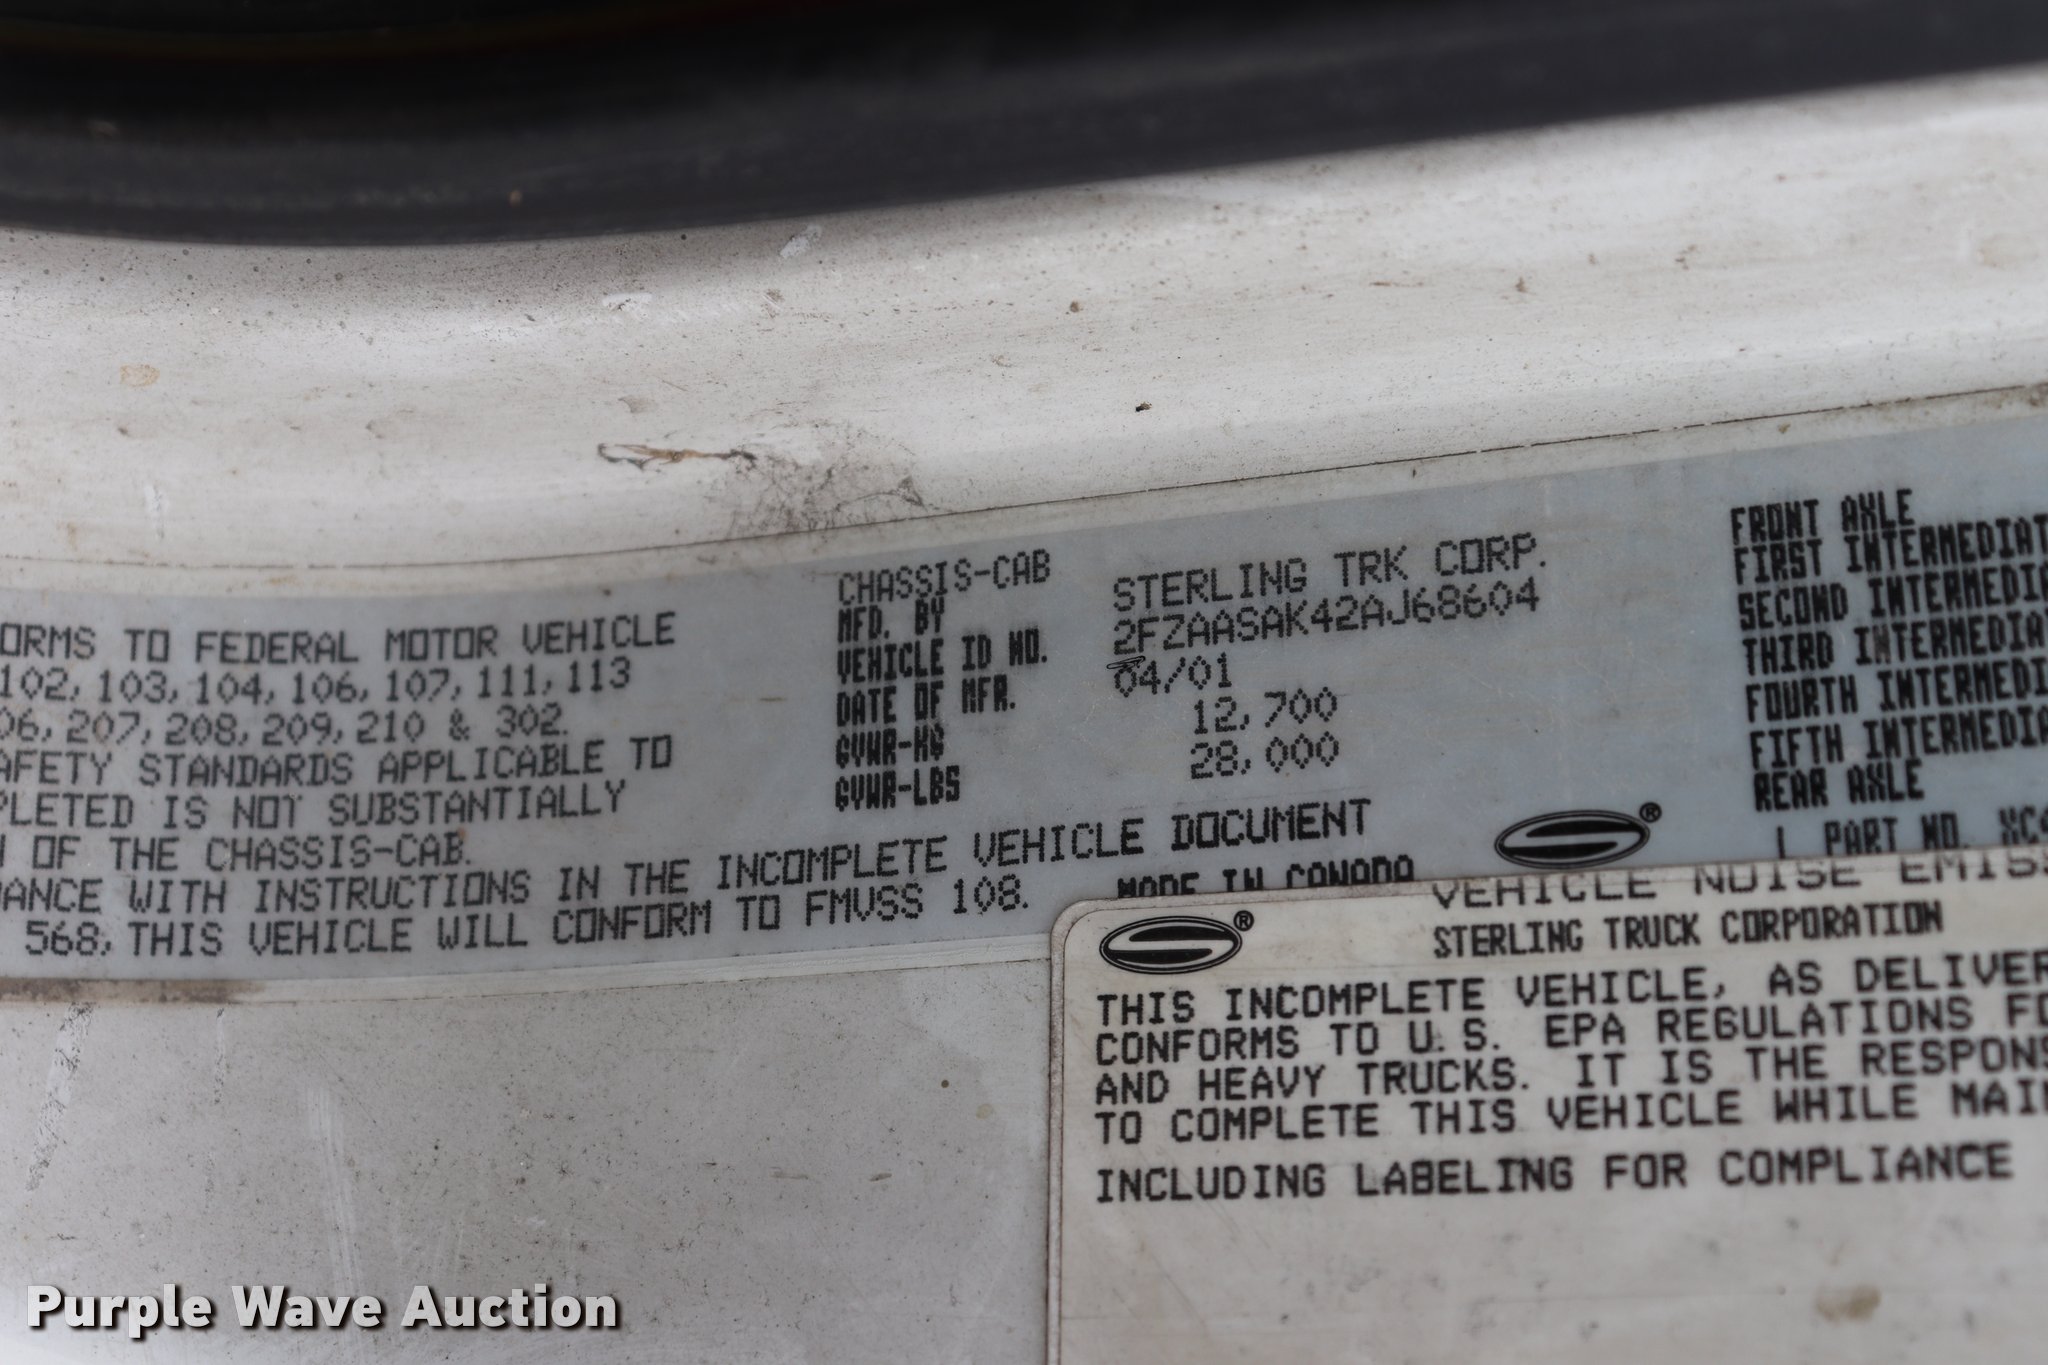 ORMS TO FEDERAL MOTOR VEHICLE
102, 103, 104, 106, 107, 111, 113
06, 207, 208, 209, 210 & 302.
AFETY STANDARDS APPLICABLE TO
PLETED IS NOT SUBSTANTIALLY
OF THE CHASSIS-CAB.
ANCE WITH INSTRUCTIONS IN THE INCOMPLETE VEHICLE DOCUMENT
568, THIS VEHICLE WILL CONFORM TO FMVSS 108.
CHASSIS-CAB
MFD. BY STERLING TRK CORP.
VEHICLE ID NO. 2FZAASAK42AJ68604
DATE OF MFR. 04/01
GVWR-KG 12,700
GVWR-LBS 28,000
MADE IN CANADA
FRONT AXLE
FIRST INTERMEDIAT
SECOND INTERMEDIA
THIRD INTERMEDIA
FOURTH INTERMEDI
FIFTH INTERMEDIA
REAR AXLE
PART NO. XC
VEHICLE NOISE EMISS
STERLING TRUCK CORPORATION
THIS INCOMPLETE VEHICLE, AS DELIVER
CONFORMS TO U.S. EPA REGULATIONS FO
AND HEAVY TRUCKS. IT IS THE RESPONS
TO COMPLETE THIS VEHICLE WHILE MAIN
INCLUDING LABELING FOR COMPLIANCE
Purple Wave Auction